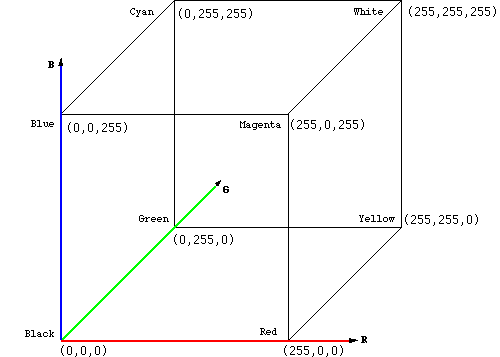 Cyan
(0,255,255)
White
(255,255,255)
B
Blue
(0,0,255)
Magenta
(255,0,255)
G
Green
(0,255,0)
Yellow
(255,255,0)
Black
(0,0,0)
Red
(255,0,0)
R